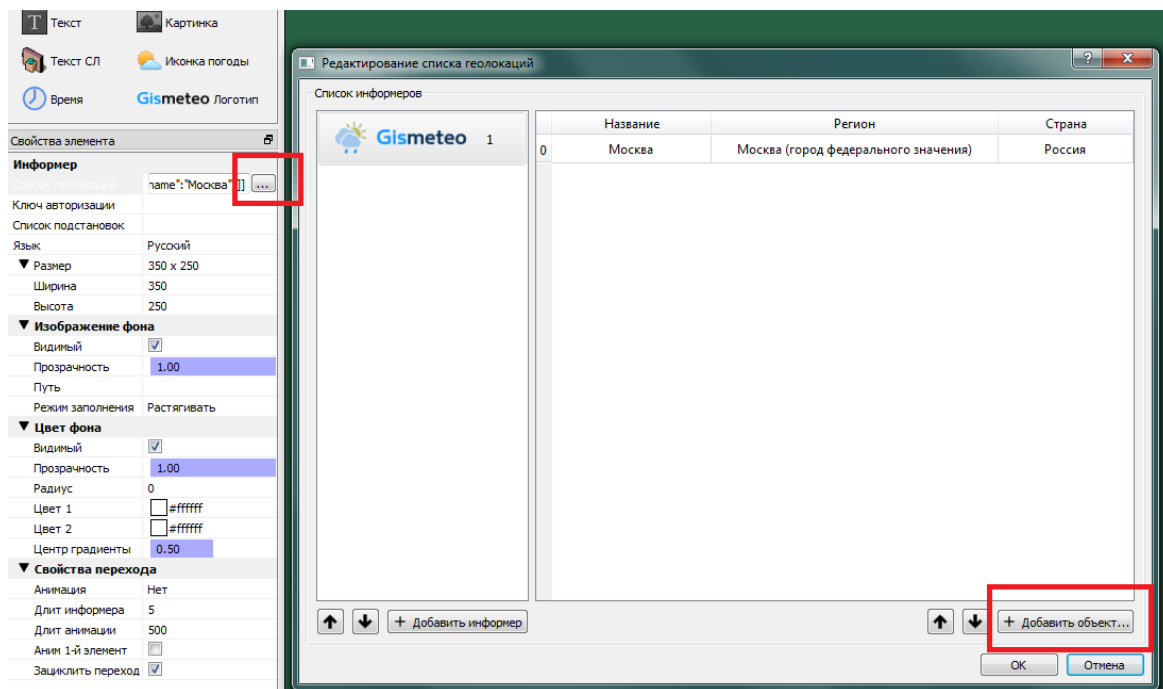 Текст
Картинка
Текст СЛ
Иконка погоды
Время
Gismeteo Логотип
Свойства элемента
Информер
Список геолокаций
name":"Москва" ]]
...
Ключ авторизации
Список подстановок
Язык Русский
Размер 350 x 250
Ширина 350
Высота 250
Изображение фона
Видимый
Прозрачность 1.00
Путь
Режим заполнения Растягивать
Цвет фона
Видимый
Прозрачность 1.00
Радиус 0
Цвет 1 #ffffff
Цвет 2 #ffffff
Центр градиенты 0.50
Свойства перехода
Анимация Нет
Длит информера 5
Длит анимации 500
Аним 1-й элемент
Зациклить переход
Редактирование списка геолокаций
Список информеров
Gismeteo 1
Название Регион Страна
0 Москва Москва (город федерального значения) Россия
+ Добавить информер
+ Добавить объект...
OK
Отмена